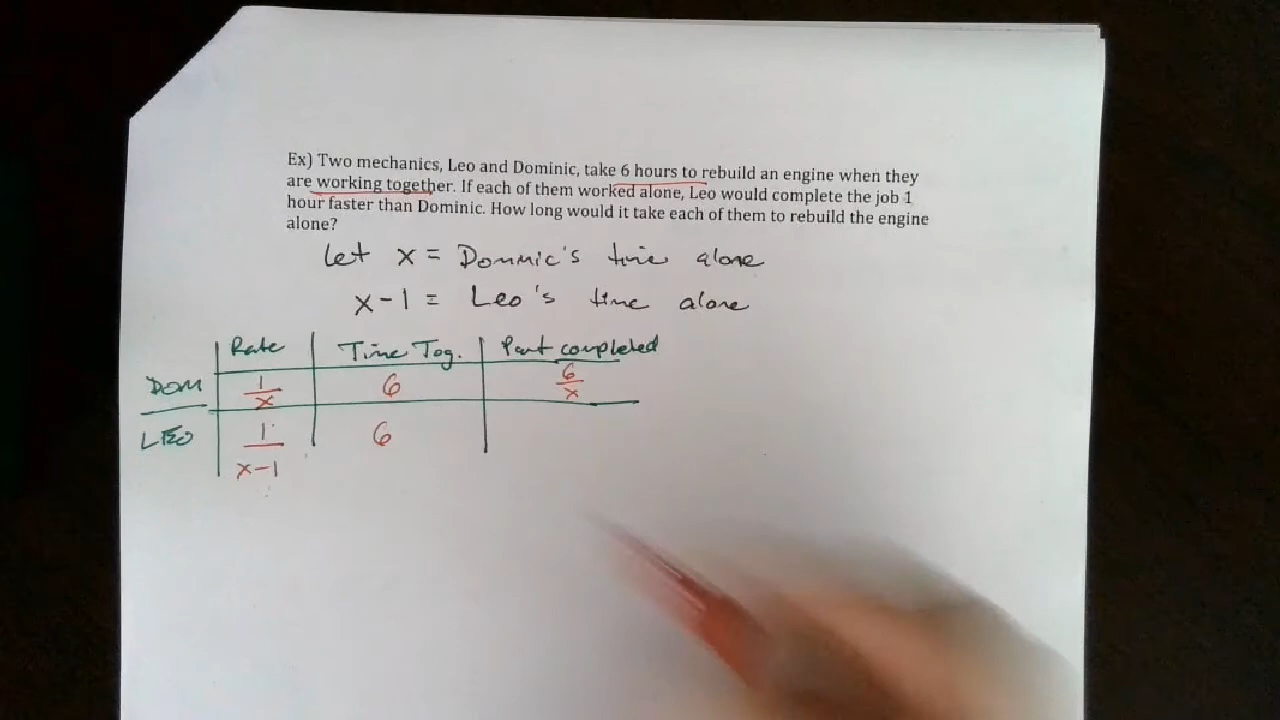 Ex) Two mechanics, Leo and Dominic, take 6 hours to rebuild an engine when they
are working together. If each of them worked alone, Leo would complete the job 1
hour faster than Dominic. How long would it take each of them to rebuild the engine
alone?
Let x = Dominic's time alone
x-1 = Leo's time alone
Rate Time Tog. Part completed
DOM 1/x 6 6/x
LEO 1/x-1 6